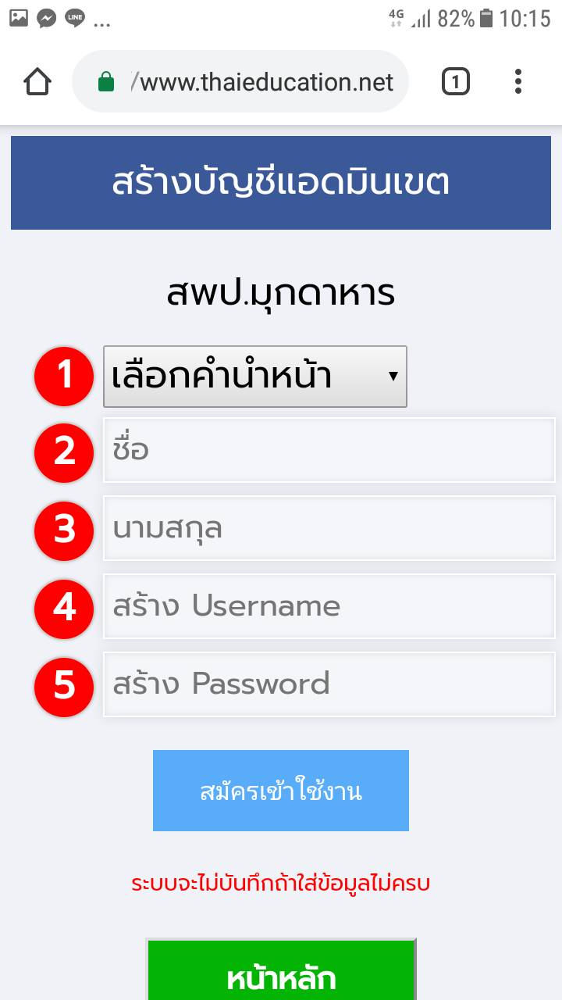 LINE
...
4G
82%
10:15
/www.thaieducation.net
1
สร้างบัญชีแอดมินเขต
สพป.มุกดาหาร
1 เลือกคำนำหน้า
2 ชื่อ
3 นามสกุล
4 สร้าง Username
5 สร้าง Password
สมัครเข้าใช้งาน
ระบบจะไม่บันทึกถ้าใส่ข้อมูลไม่ครบ
หน้าหลัก